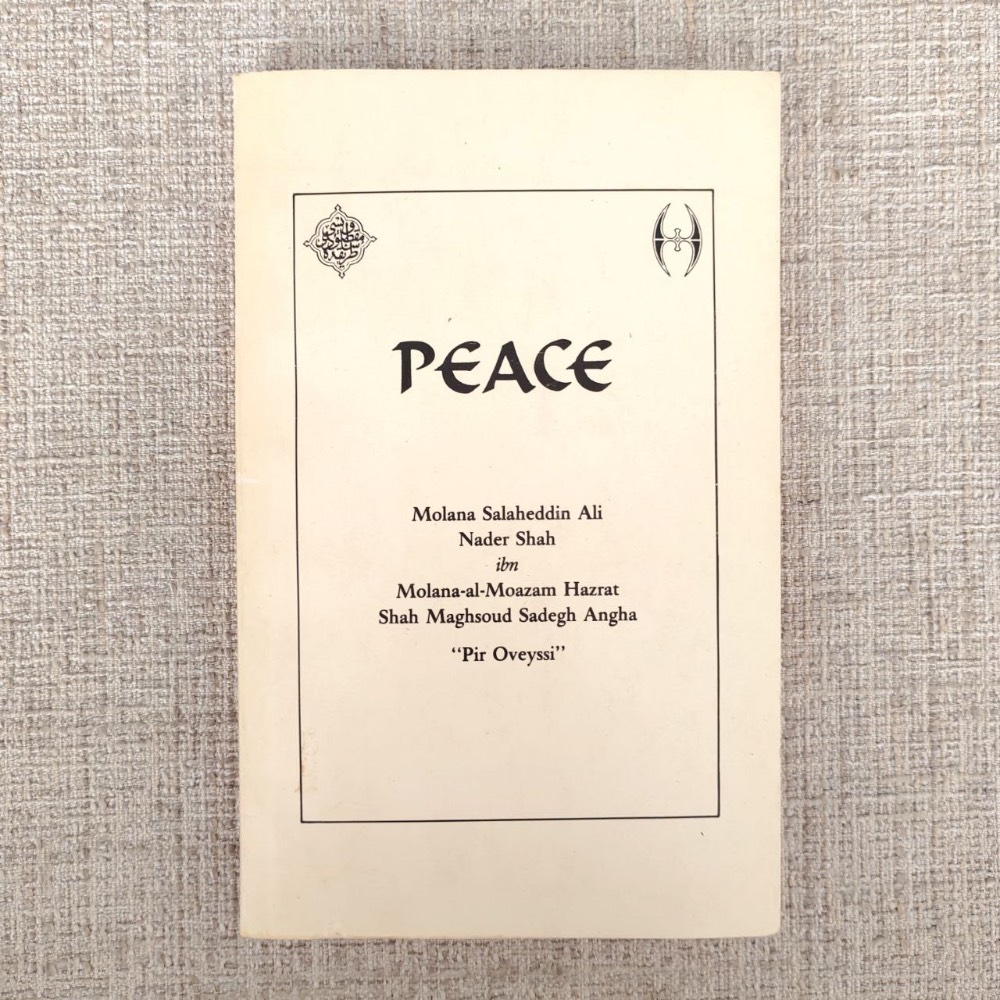 PEACE
Molana Salaheddin Ali
Nader Shah
ibn
Molana-al-Moazam Hazrat
Shah Maghsoud Sadegh Angha
“Pir Oveyssi”